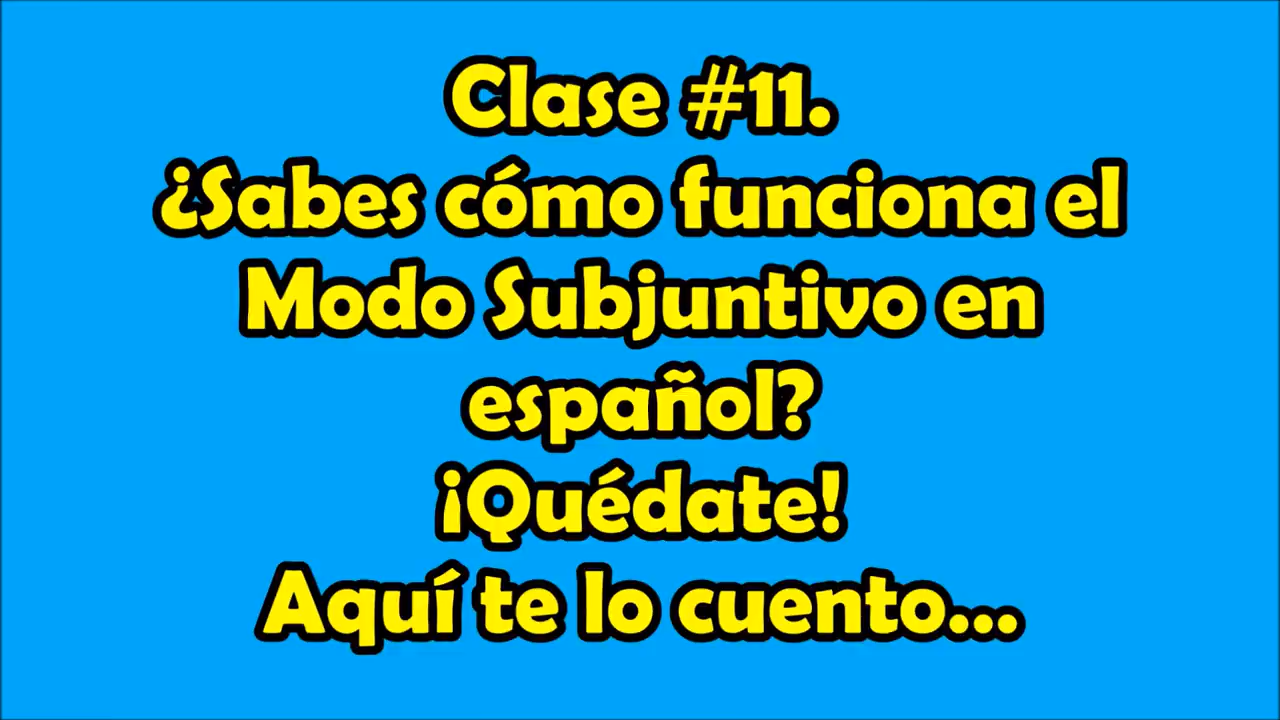 Clase #11.
¿Sabes cómo funciona el
Modo Subjuntivo en
español?
¡Quédate!
Aquí te lo cuento...